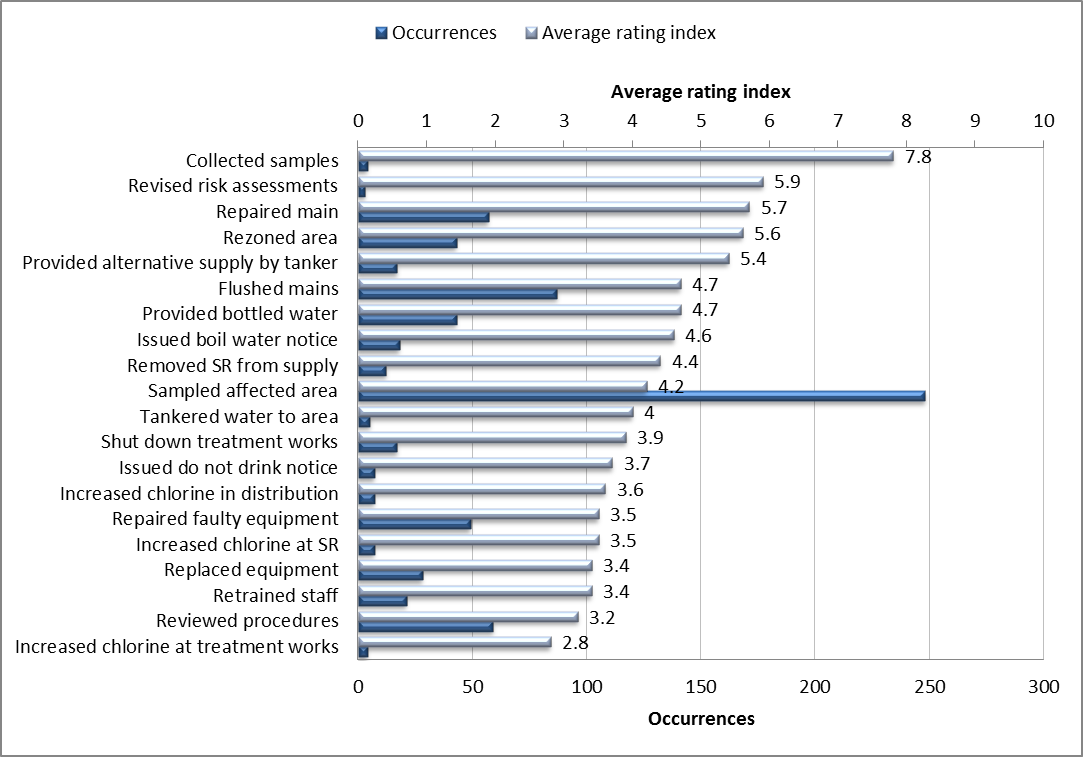 Occurrences Average rating index
Average rating index
0 1 2 3 4 5 6 7 8 9 10
Collected samples 7.8
Revised risk assessments 5.9
Repaired main 5.7
Rezoned area 5.6
Provided alternative supply by tanker 5.4
Flushed mains 4.7
Provided bottled water 4.7
Issued boil water notice 4.6
Removed SR from supply 4.4
Sampled affected area 4.2
Tankered water to area 4
Shut down treatment works 3.9
Issued do not drink notice 3.7
Increased chlorine in distribution 3.6
Repaired faulty equipment 3.5
Increased chlorine at SR 3.5
Replaced equipment 3.4
Retrained staff 3.4
Reviewed procedures 3.2
Increased chlorine at treatment works 2.8
0 50 100 150 200 250 300
Occurrences